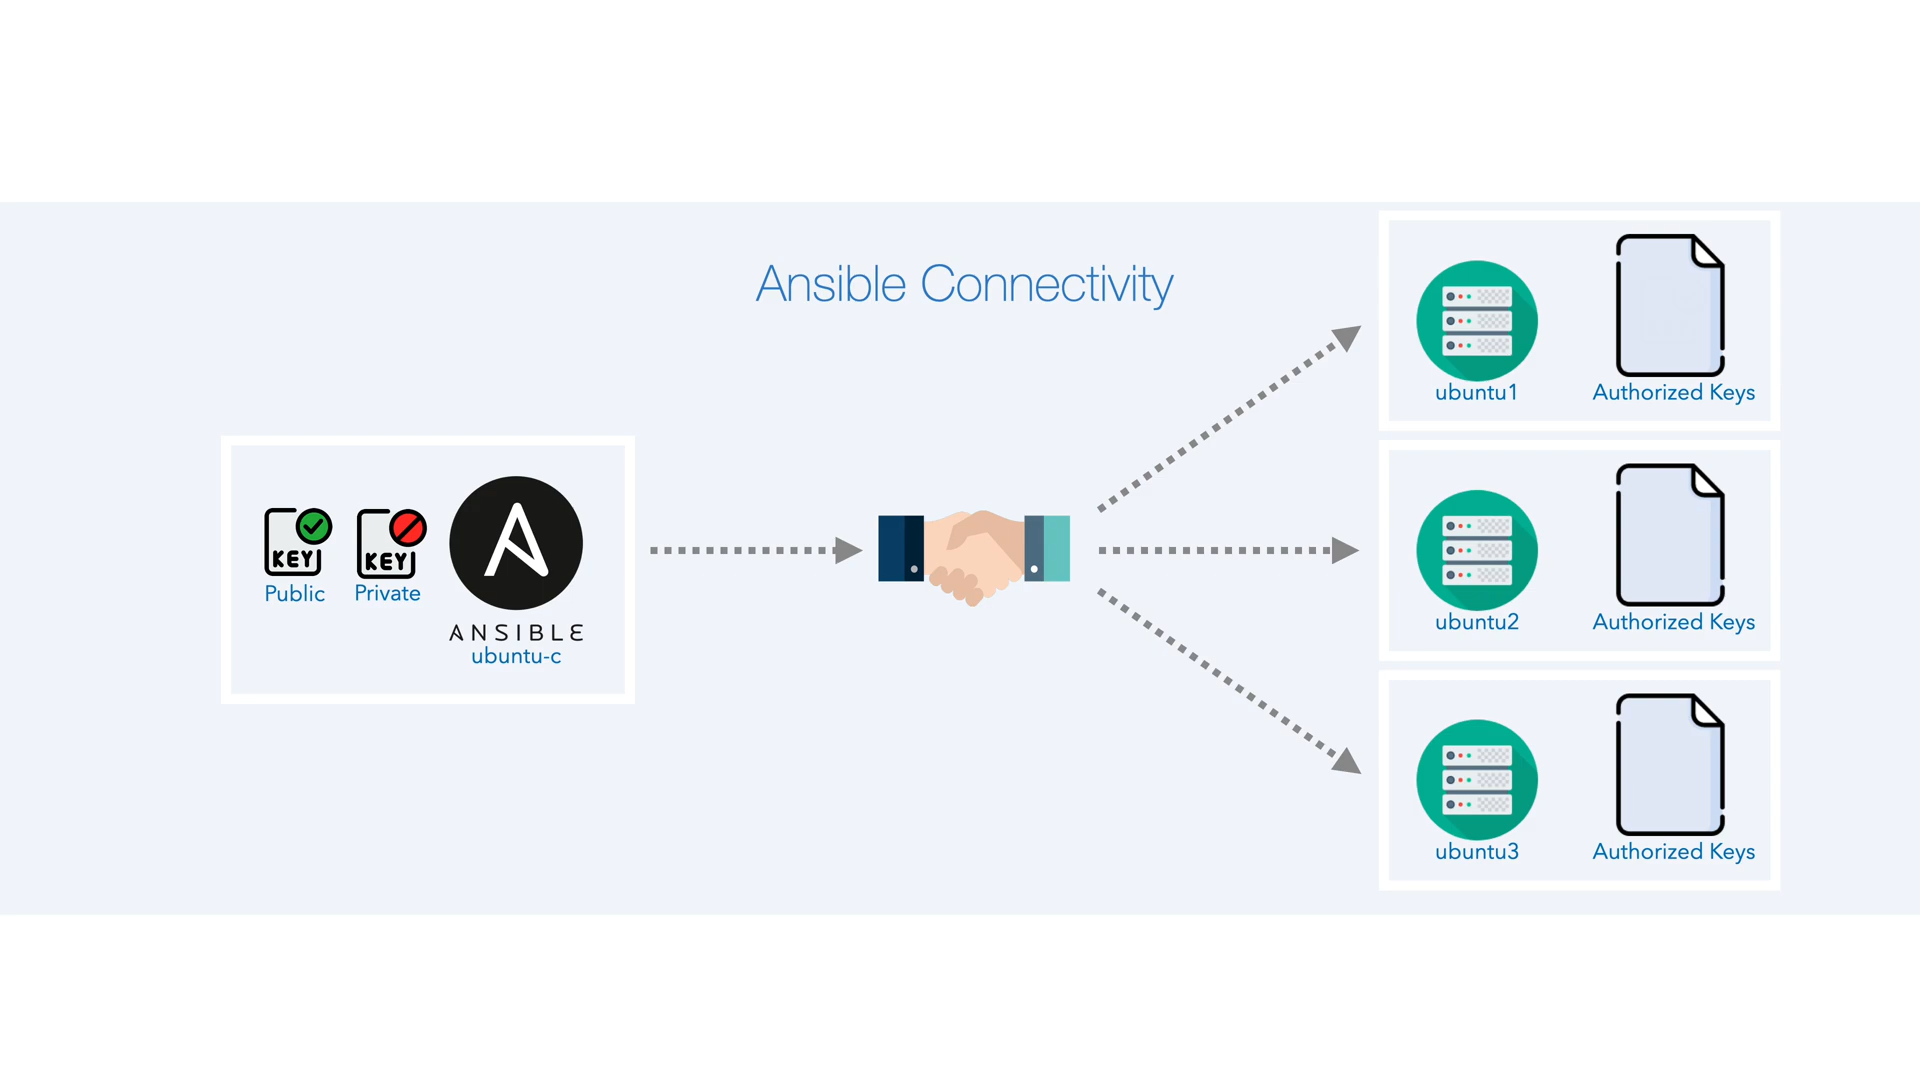 Ansible Connectivity
KEY
Public
KEY
Private
ANSIBLE
ubuntu-c
ubuntu1
Authorized Keys
ubuntu2
Authorized Keys
ubuntu3
Authorized Keys